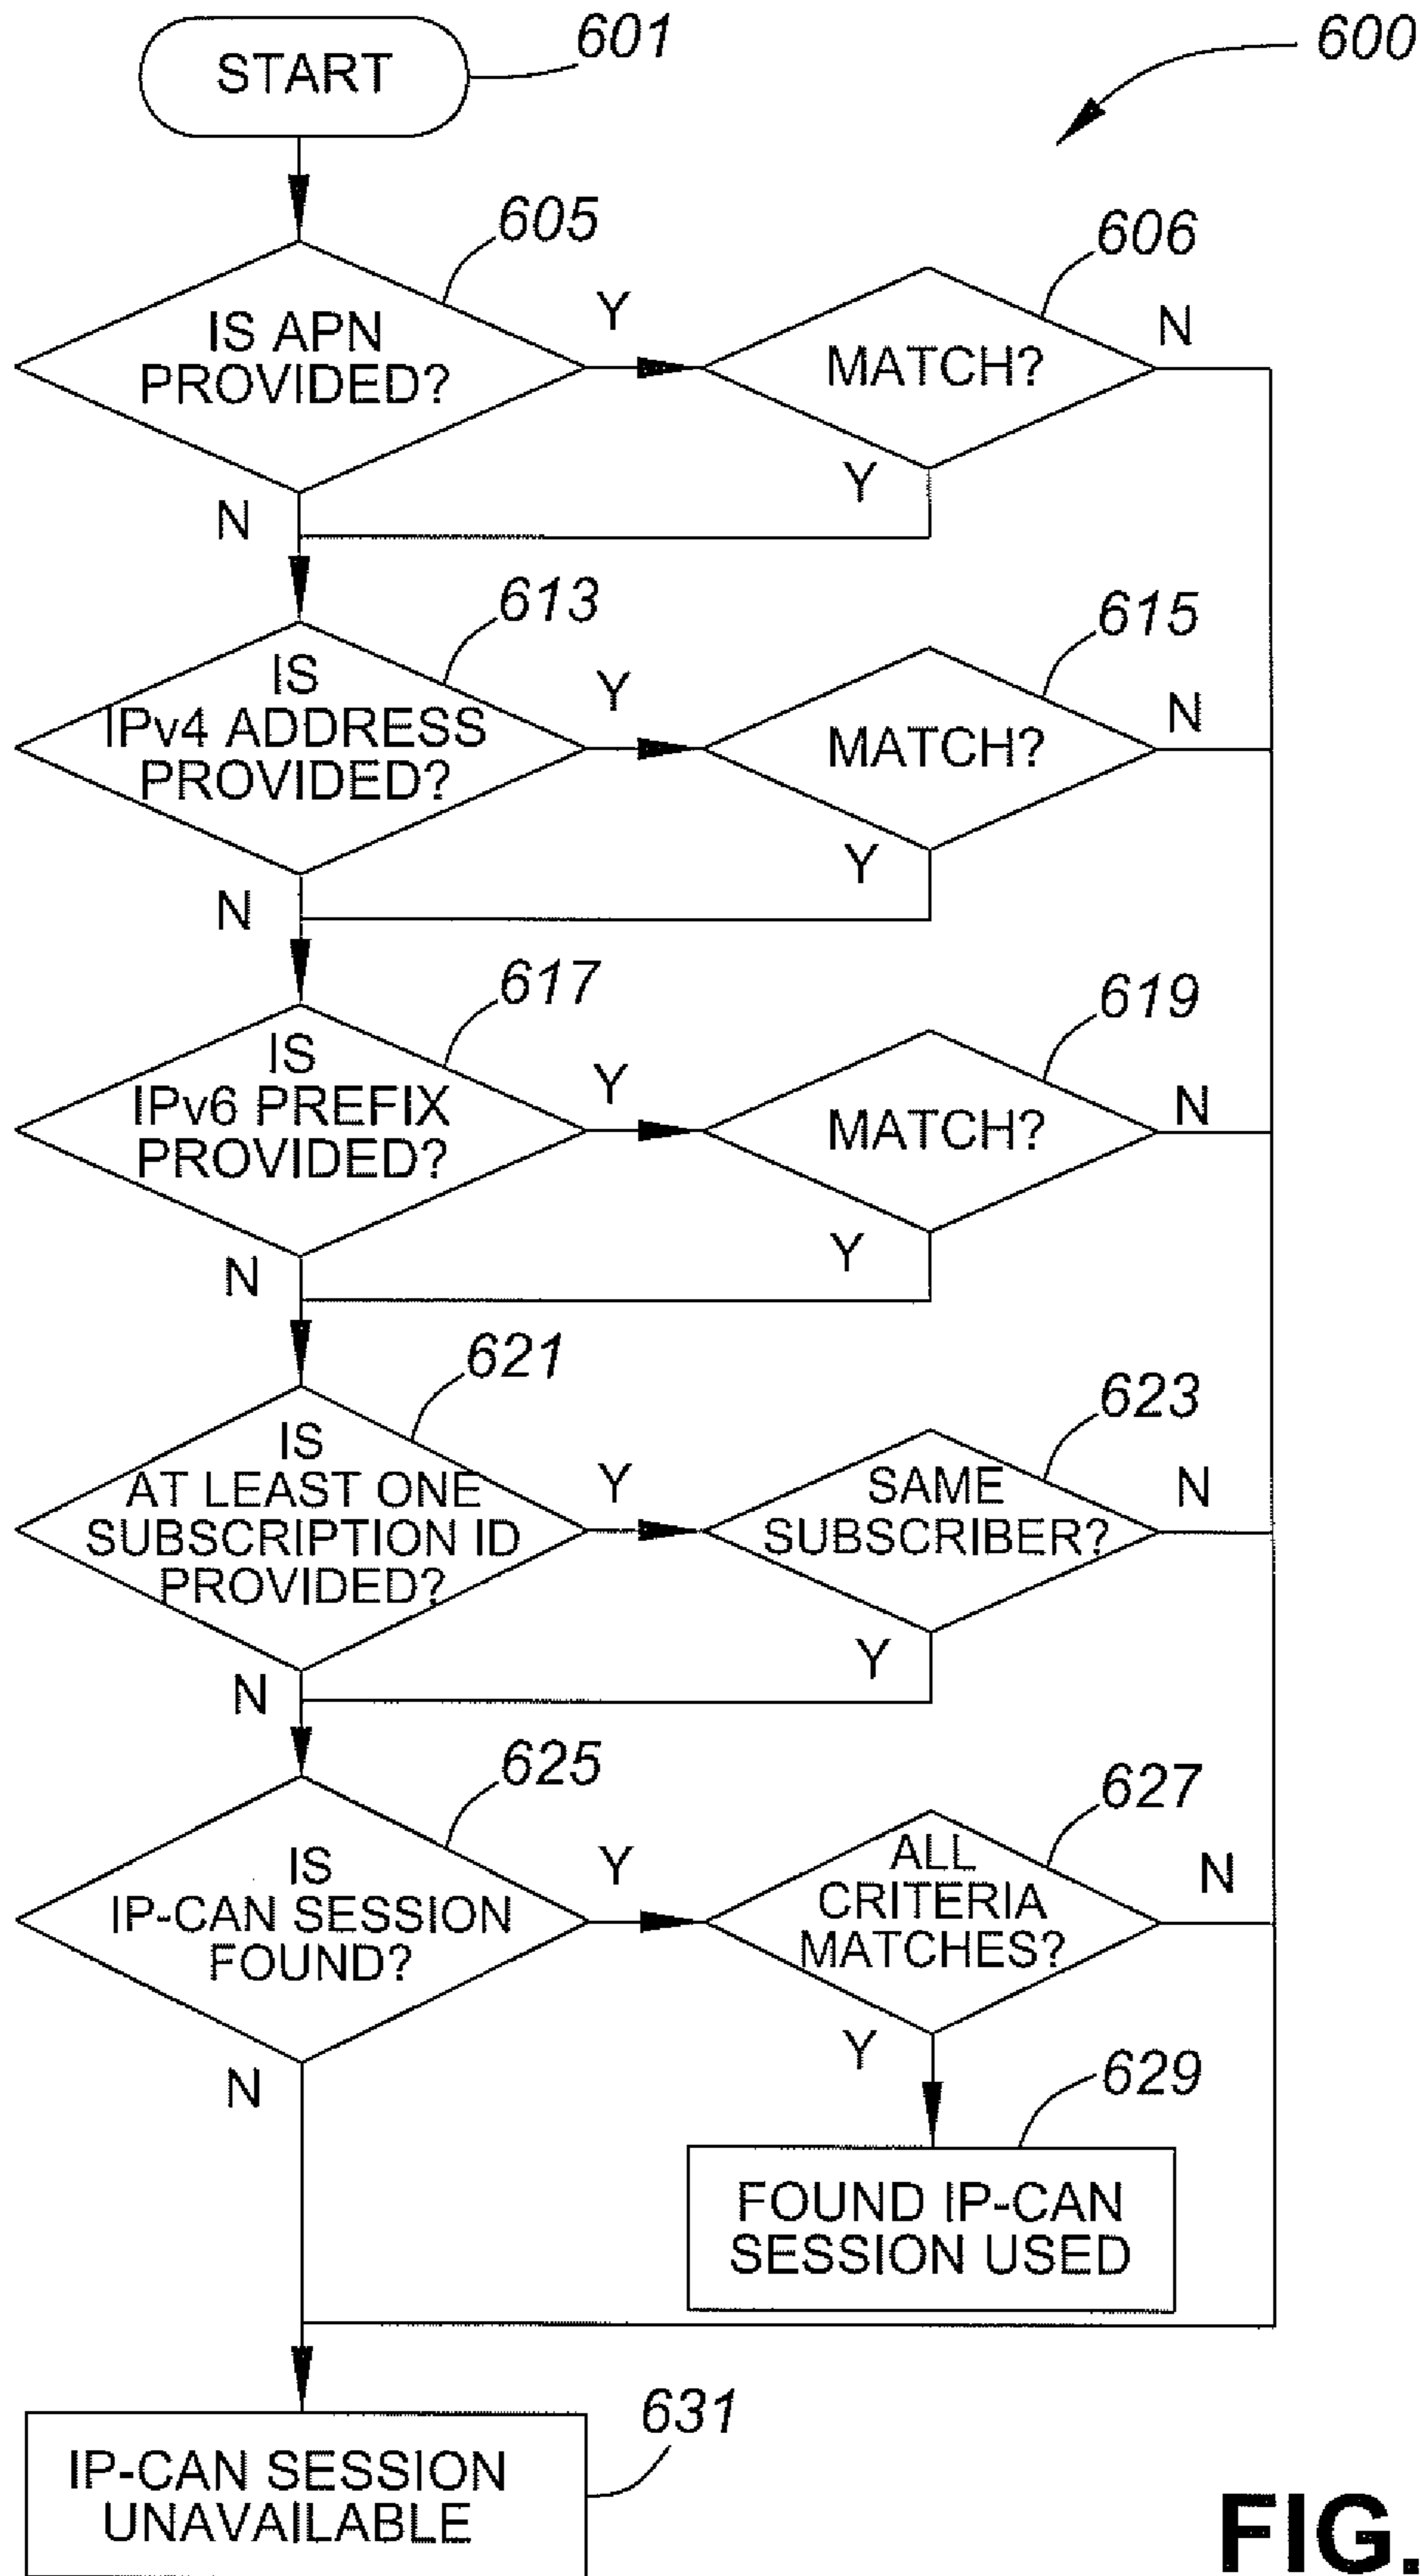 START
601
600
605
606
IS APN
PROVIDED?
Y
MATCH?
N
Y
N
613
615
IS
IPv4 ADDRESS
PROVIDED?
Y
MATCH?
N
Y
N
617
619
IS
IPv6 PREFIX
PROVIDED?
Y
MATCH?
N
Y
N
621
623
IS
AT LEAST ONE
SUBSCRIPTION ID
PROVIDED?
Y
SAME
SUBSCRIBER?
N
Y
N
625
627
IS
IP-CAN SESSION
FOUND?
Y
ALL
CRITERIA
MATCHES?
N
Y
N
629
FOUND IP-CAN
SESSION USED
631
IP-CAN SESSION
UNAVAILABLE
FIG.